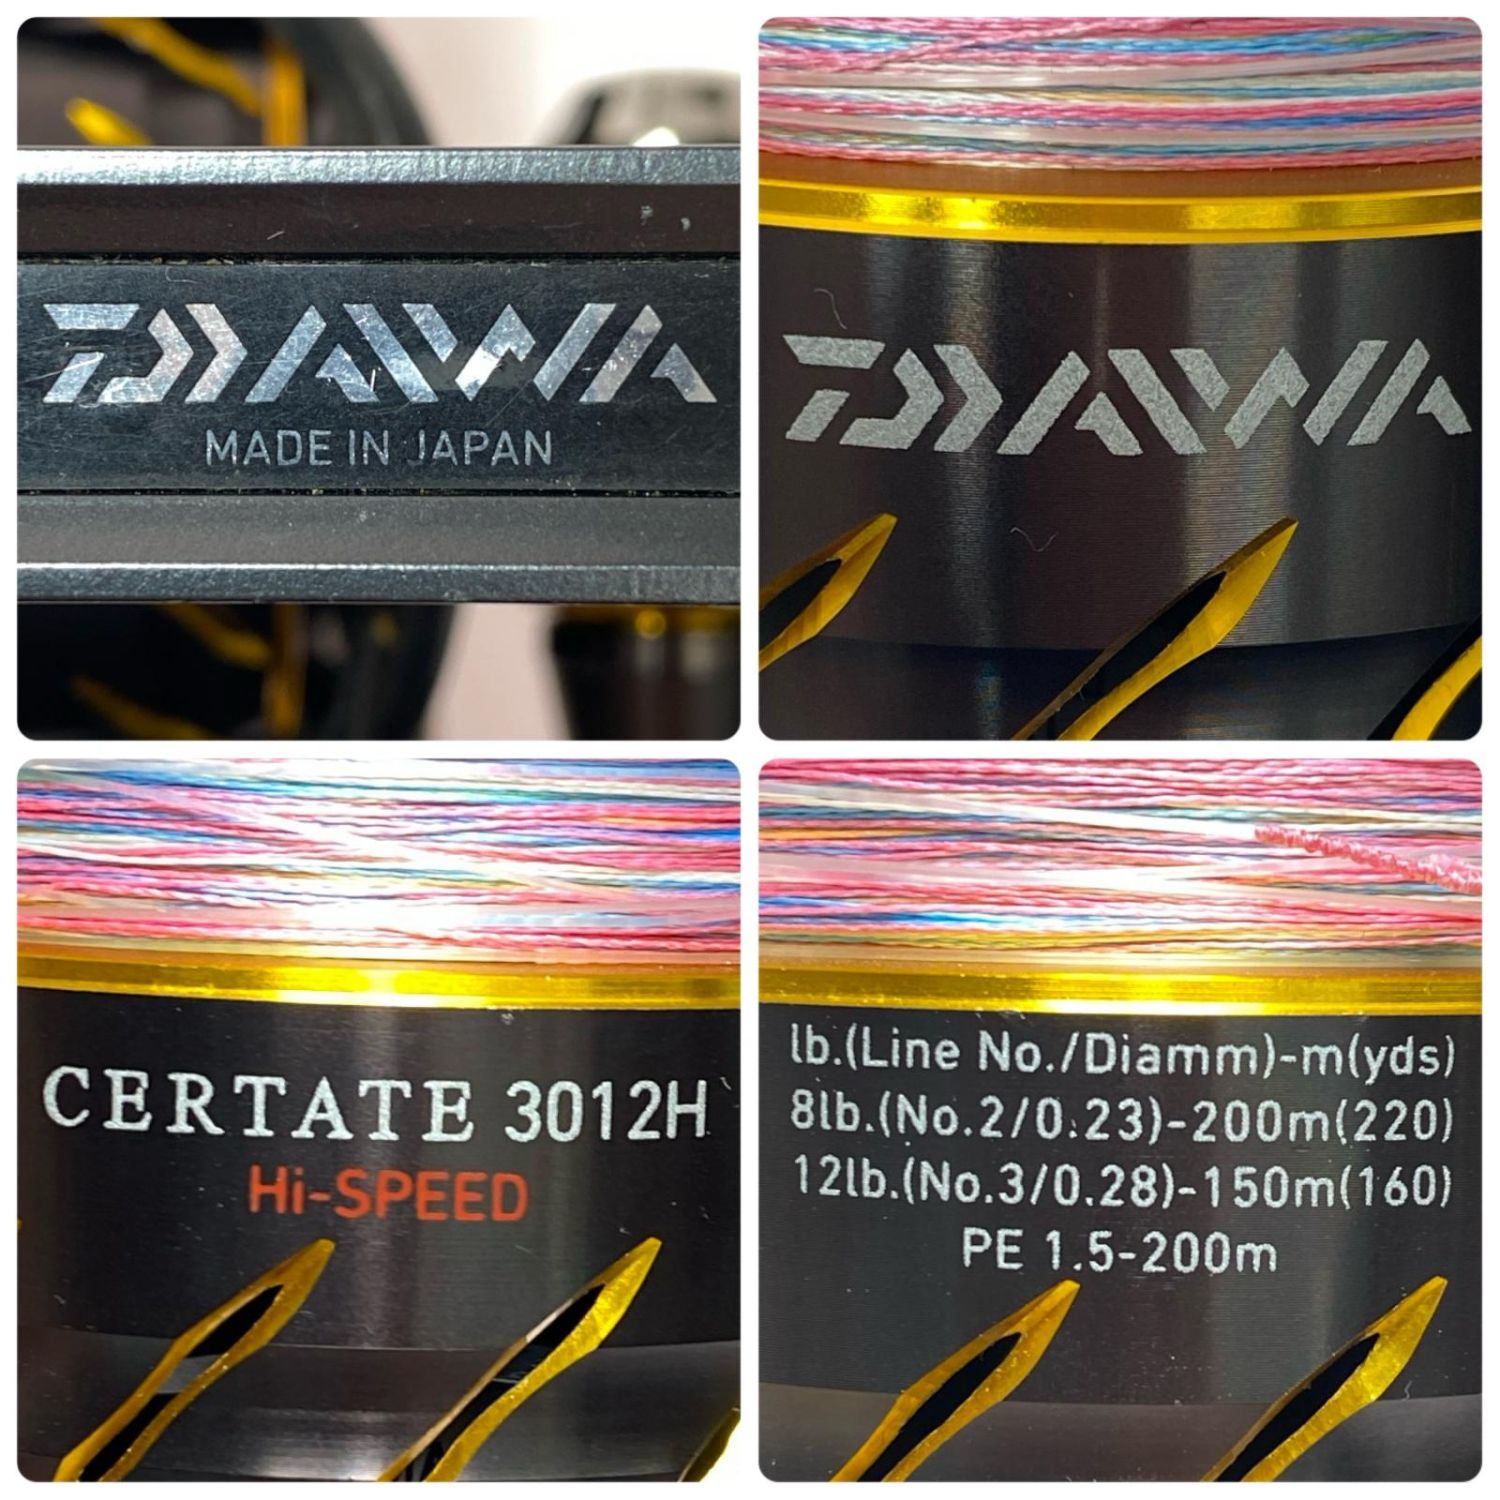 DAIWA
MADE IN JAPAN
DAIWA
CERTATE 3012H
Hi-SPEED
lb.(Line No./Diamm)-m(yds)
8lb.(No.2/0.23)-200m(220)
12lb.(No.3/0.28)-150m(160)
PE 1.5-200m